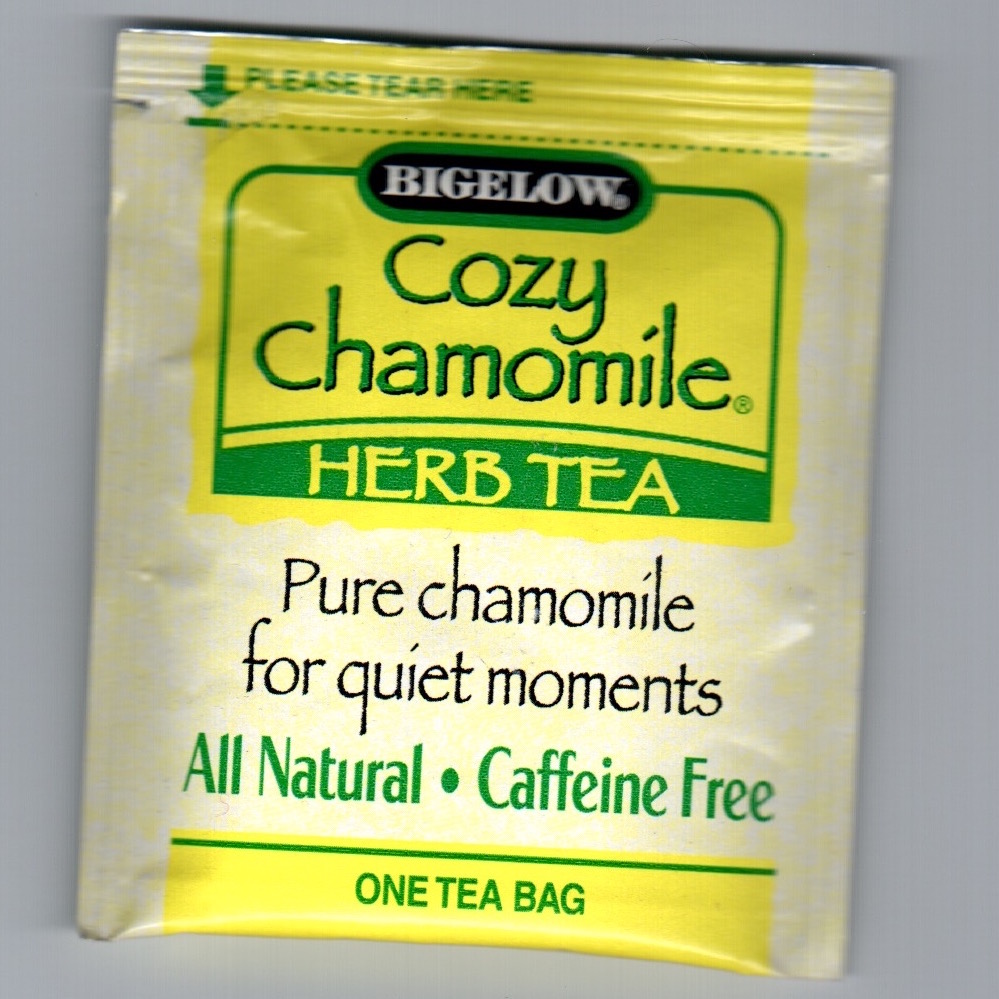 PLEASE TEAR HERE
BIGELOW®
Cozy
Chamomile®
HERB TEA
Pure chamomile
for quiet moments
All Natural • Caffeine Free
ONE TEA BAG